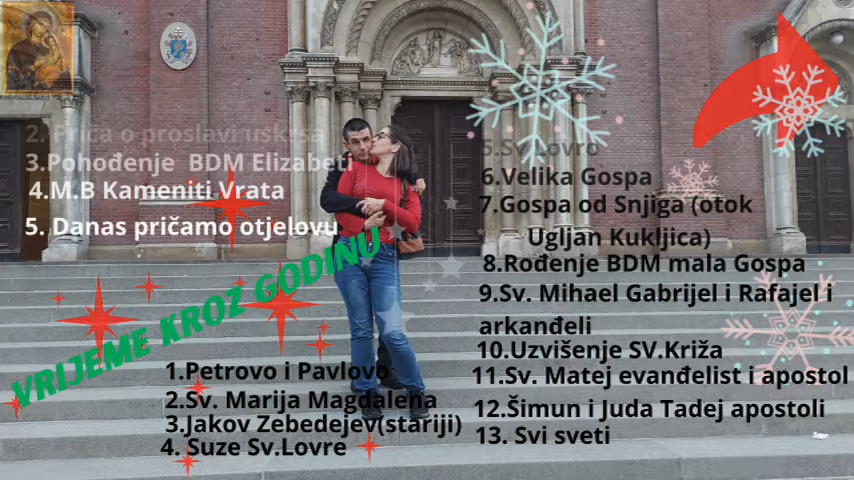 2. Priča o proslavi uskrsa
3.Pohođenje BDM Elizabeti
4.M.B Kameniti Vrata
5. Danas pričamo otjelovu
VRIJEME KROZ GODINU
1.Petrovo i Pavlovo
2.Sv. Marija Magdalena
3.Jakov Zebedejev(stariji)
4. Suze Sv.Lovre
5.Sv.Lovro
6.Velika Gospa
7.Gospa od Snjiga (otok
Ugljan Kukljica)
8.Rođenje BDM mala Gospa
9.Sv. Mihael Gabrijel i Rafajel i
arkanđeli
10.Uzvišenje SV.Križa
11.Sv. Matej evanđelist i apostol
12.Šimun i Juda Tadej apostoli
13. Svi sveti